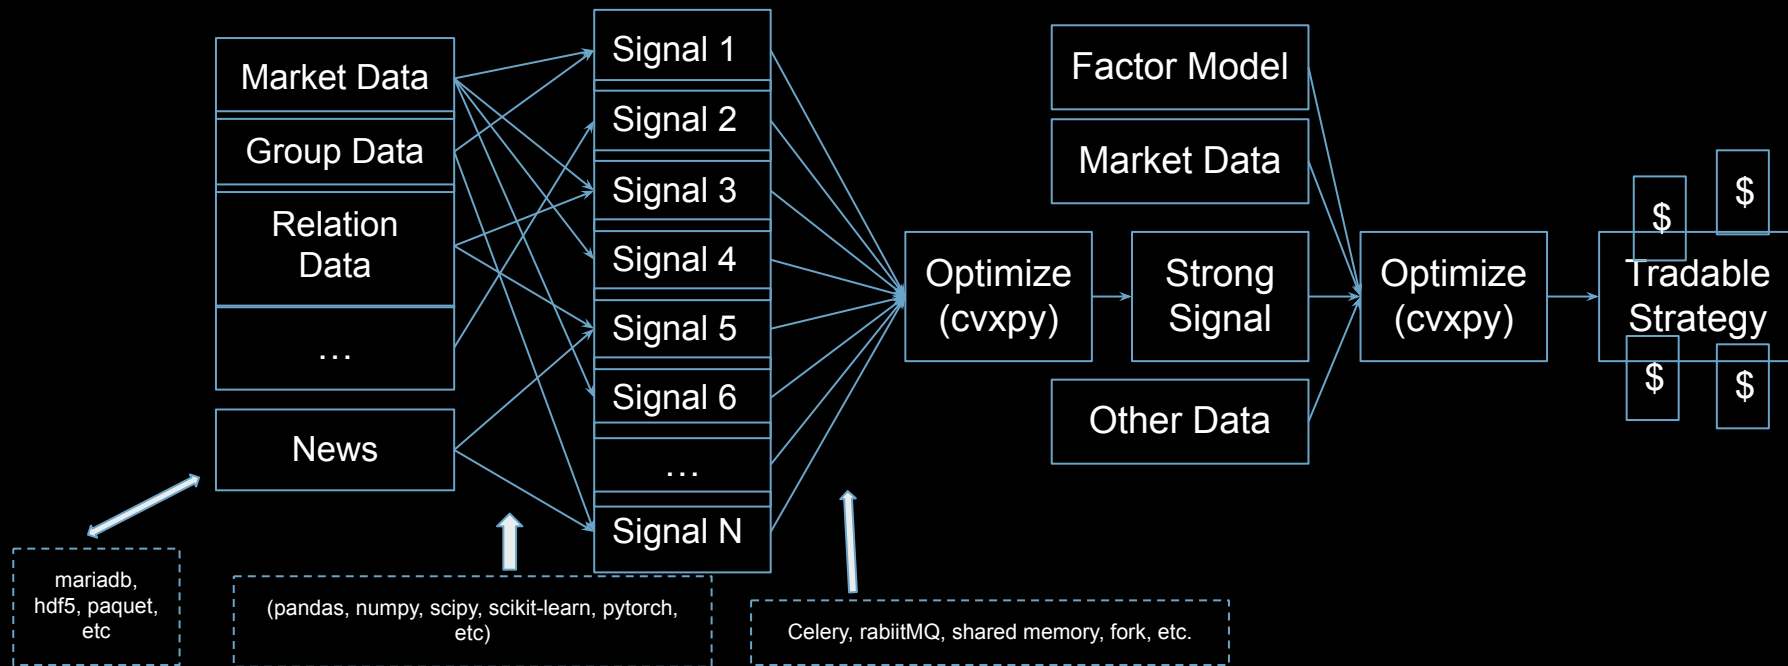 Market Data
Group Data
Relation
Data
…
News
Signal 1
Signal 2
Signal 3
Signal 4
Signal 5
Signal 6
…
Signal N
Optimize
(cvxpy)
Factor Model
Market Data
Strong
Signal
Other Data
Optimize
(cvxpy)
$
$
Tradable
Strategy
$
$
mariadb,
hdf5, paquet,
etc
(pandas, numpy, scipy, scikit-learn, pytorch,
etc)
Celery, rabiitMQ, shared memory, fork, etc.